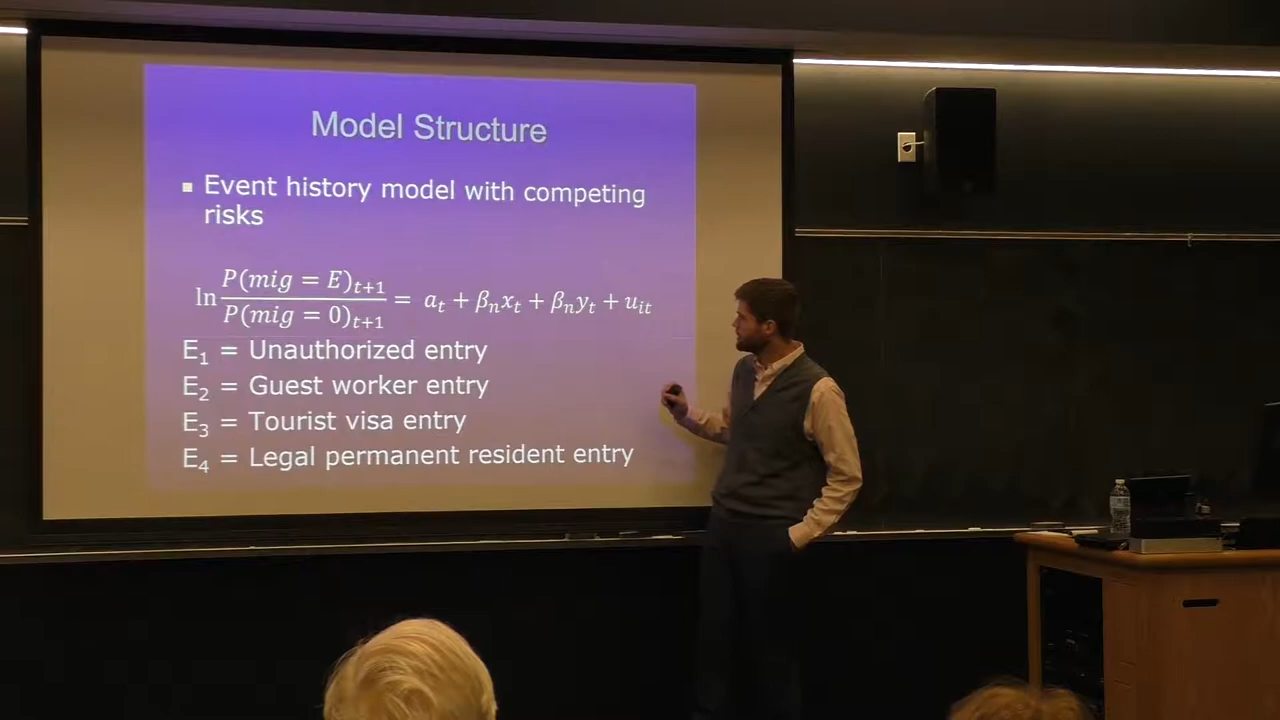 Model Structure
▪ Event history model with competing
risks
ln P(mig = E)ₜ₊₁ / P(mig = 0)ₜ₊₁ = aₜ + βₙxₜ + βₙyₜ + uᵢₜ
E₁ = Unauthorized entry
E₂ = Guest worker entry
E₃ = Tourist visa entry
E₄ = Legal permanent resident entry